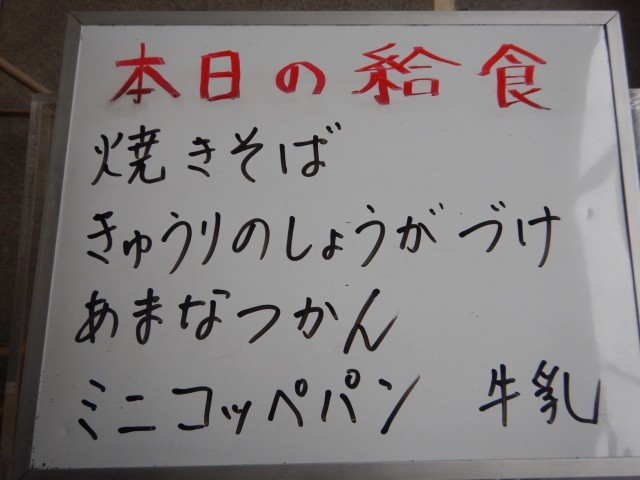 本日の給食
焼きそば
きゅうりのしょうがづけ
あまなつかん
ミニコッペパン 牛乳